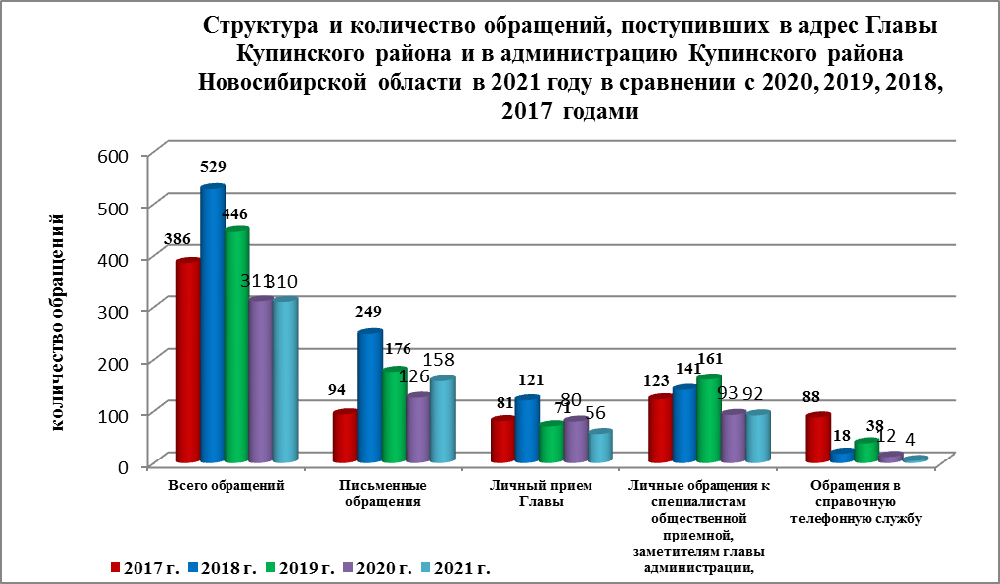 Структура и количество обращений, поступивших в адрес Главы
Купинского района и в администрацию Купинского района
Новосибирской области в 2021 году в сравнении с 2020, 2019, 2018,
2017 годами
количество обращений
600
500
400
300
200
100
0
386
529
446
311
310
94
249
176
126
158
81
121
71
80
56
123
141
161
93
92
88
18
38
12
4
Всего обращений
Письменные
обращения
Личный прием
Главы
Личные обращения к
специалистам
общественной
приемной,
заметителям главы
администрации,
Обращения в
справочную
телефонную службу
2017 г.
2018 г.
2019 г.
2020 г.
2021 г.